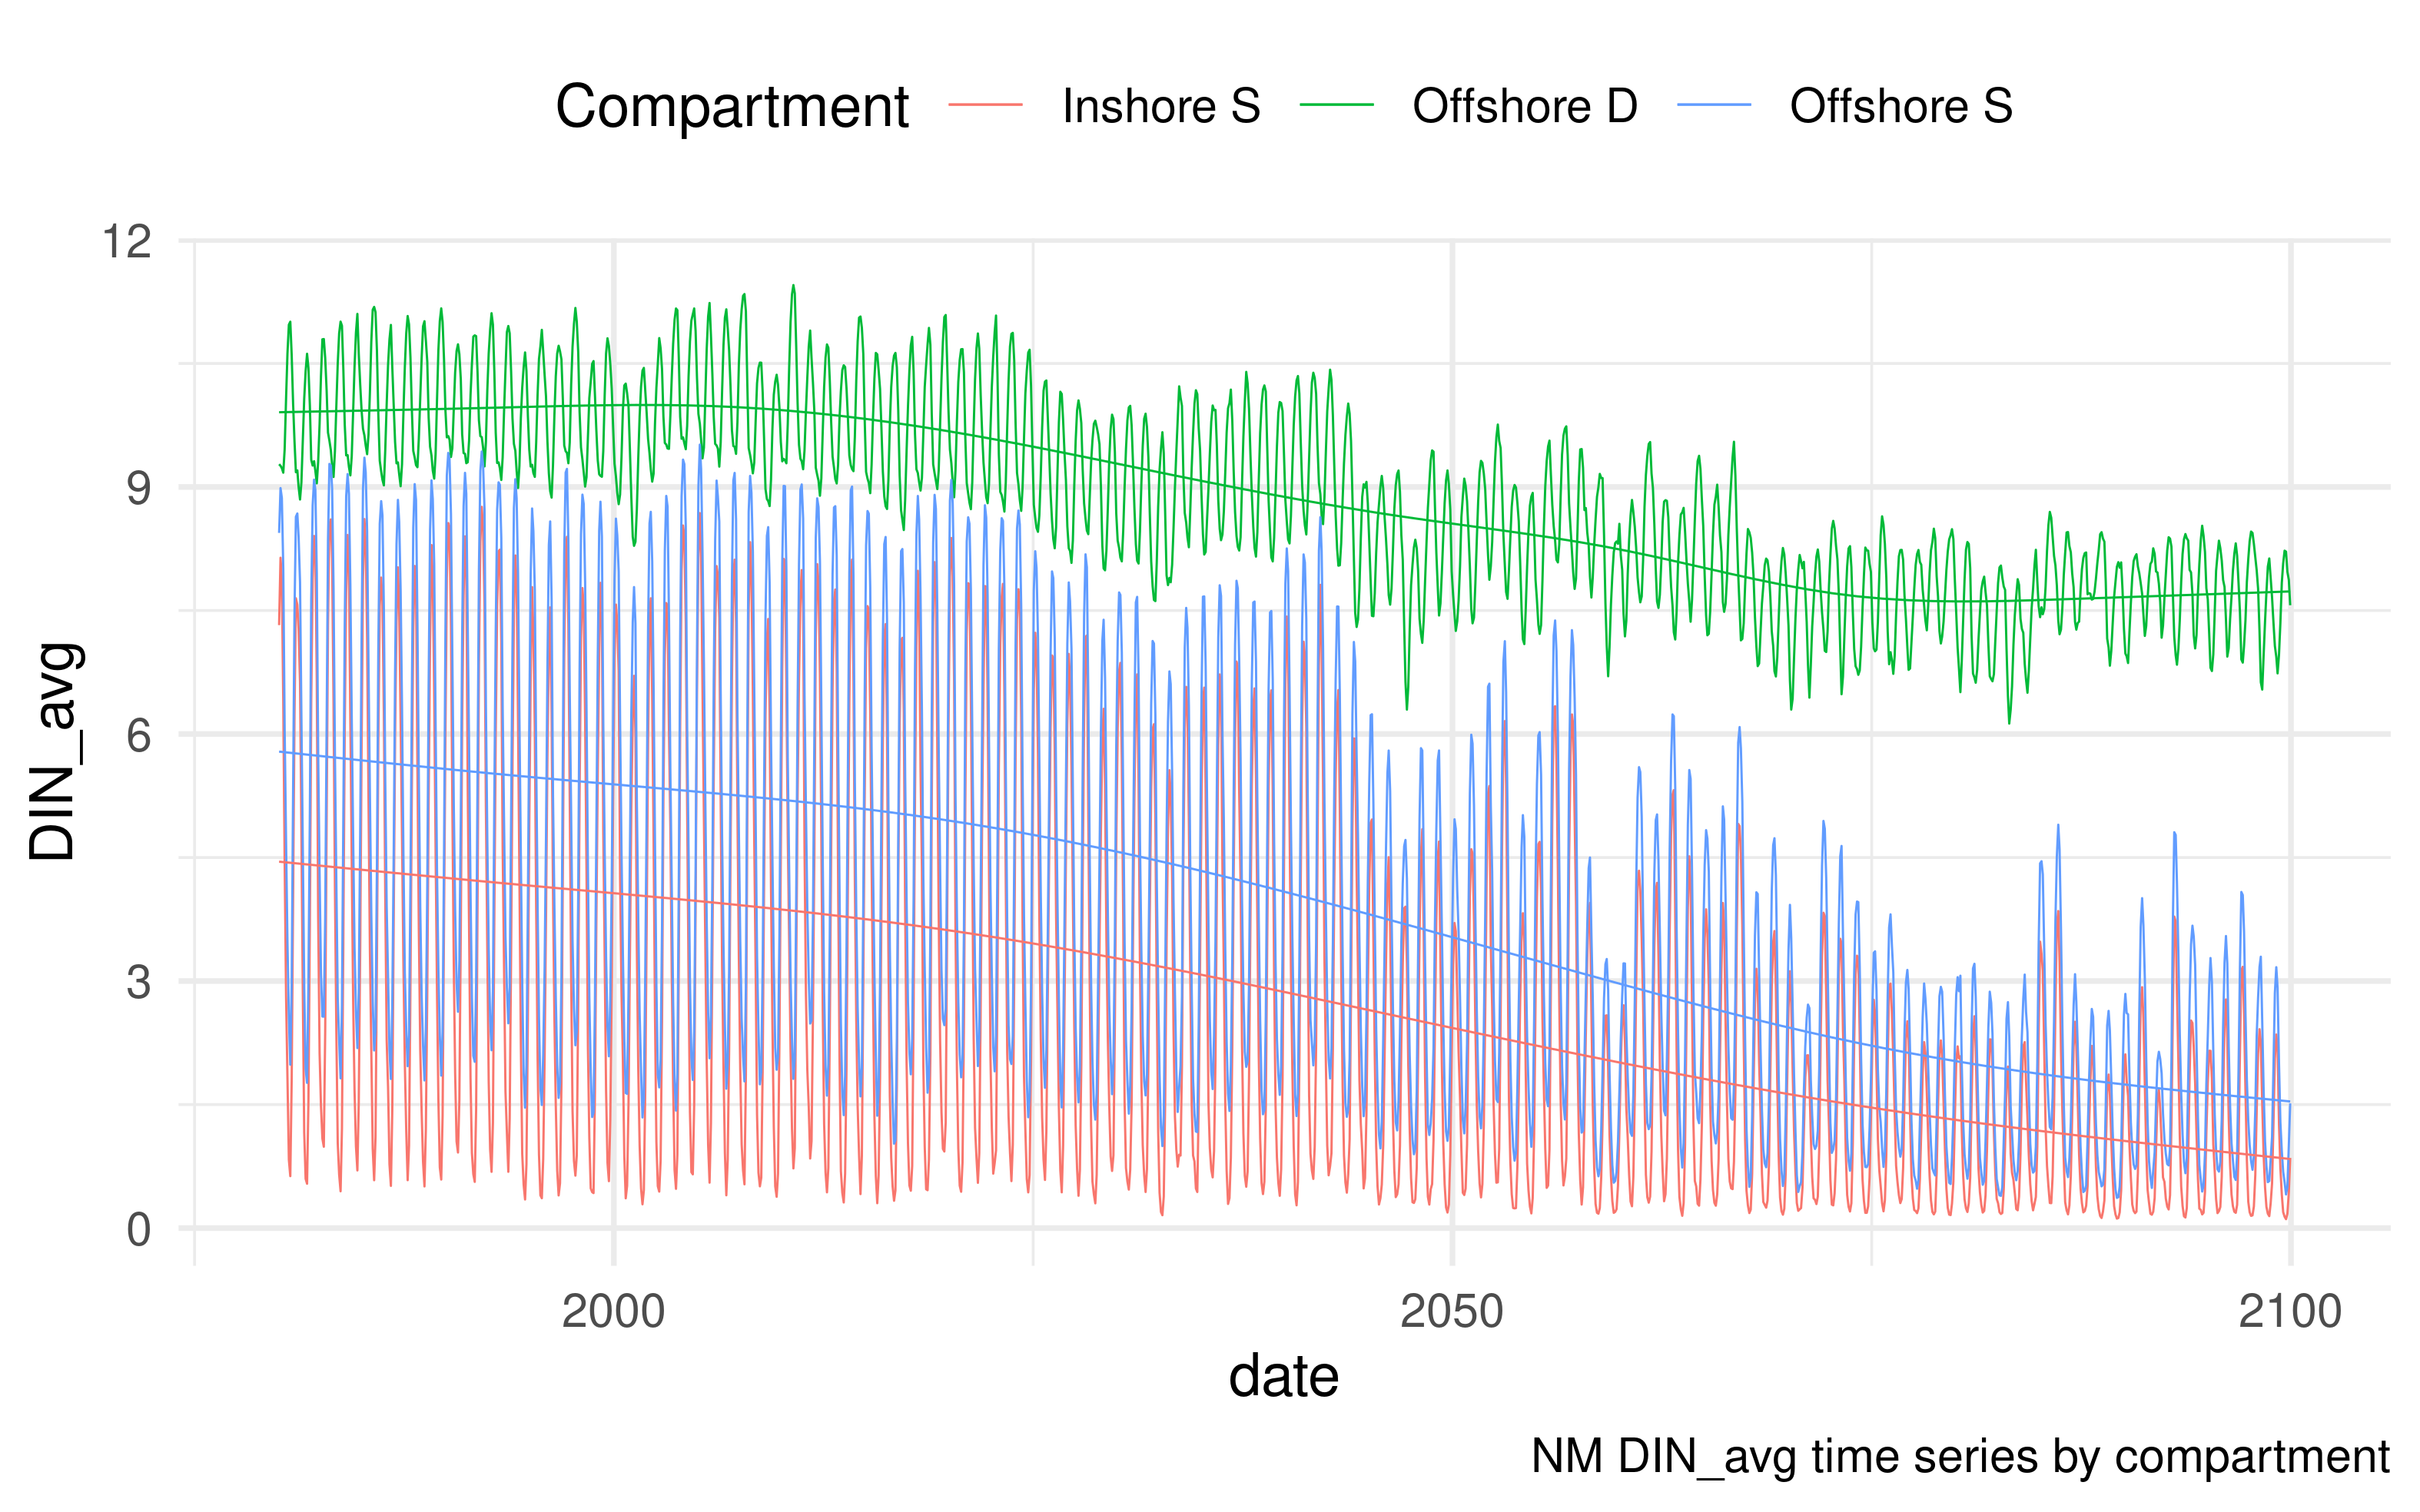 Compartment Inshore S Offshore D Offshore S
12
9
6
3
0
DIN_avg
2000 2050 2100
date
NM DIN_avg time series by compartment